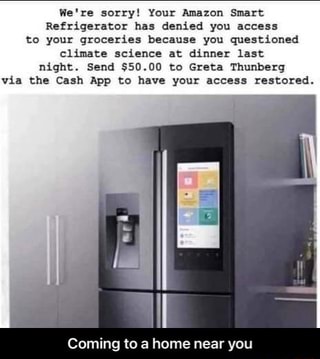 We're sorry! Your Amazon Smart
Refrigerator has denied you access
to your groceries because you questioned
climate science at dinner last
night. Send $50.00 to Greta Thunberg
via the Cash App to have your access restored.
Coming to a home near you